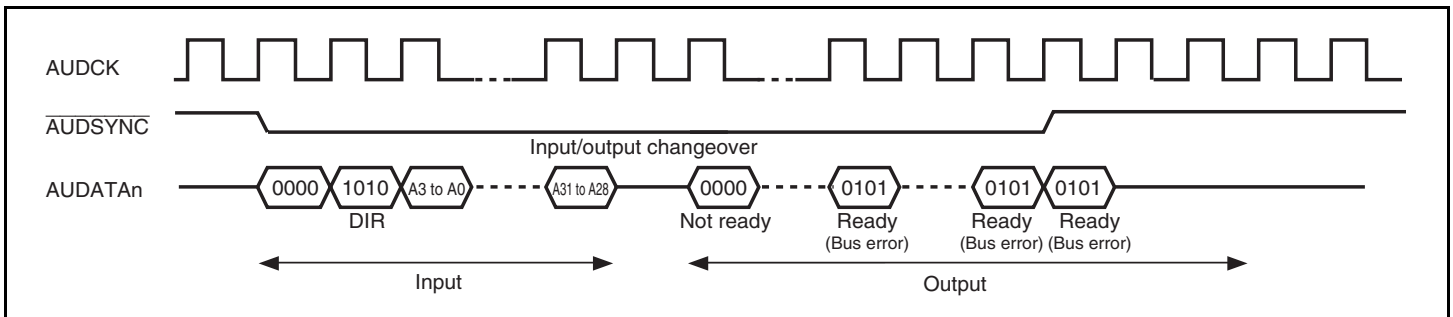 AUDCK
AUDSYNC
Input/output changeover
AUDATAn
0000 1010 A3 to A0 A31 to A28 0000 0101 0101 0101
DIR Not ready Ready Ready Ready
(Bus error) (Bus error) (Bus error)
Input Output